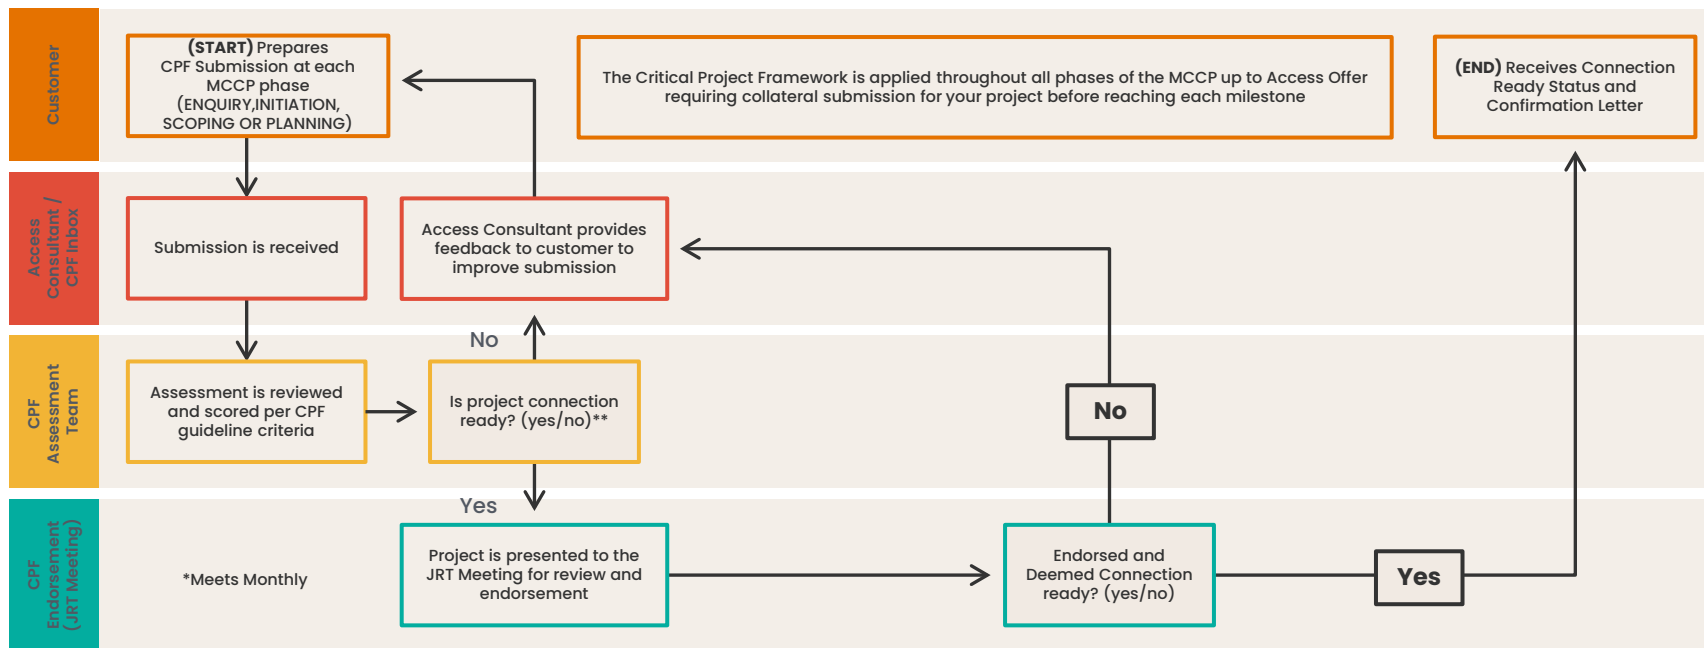 Customer
(START) Prepares
CPF Submission at each
MCCP phase
(ENQUIRY,INITIATION,
SCOPING OR PLANNING)
The Critical Project Framework is applied throughout all phases of the MCCP up to Access Offer
requiring collateral submission for your project before reaching each milestone
(END) Receives Connection
Ready Status and
Confirmation Letter
Access
Consultant /
CPF Inbox
Submission is received
Access Consultant provides
feedback to customer to
improve submission
No
CPF
Assessment
Team
Assessment is reviewed
and scored per CPF
guideline criteria
Is project connection
ready? (yes/no)**
No
Yes
CPF
Endorsement
(JRT Meeting)
*Meets Monthly
Project is presented to the
JRT Meeting for review and
endorsement
Endorsed and
Deemed Connection
ready? (yes/no)
Yes